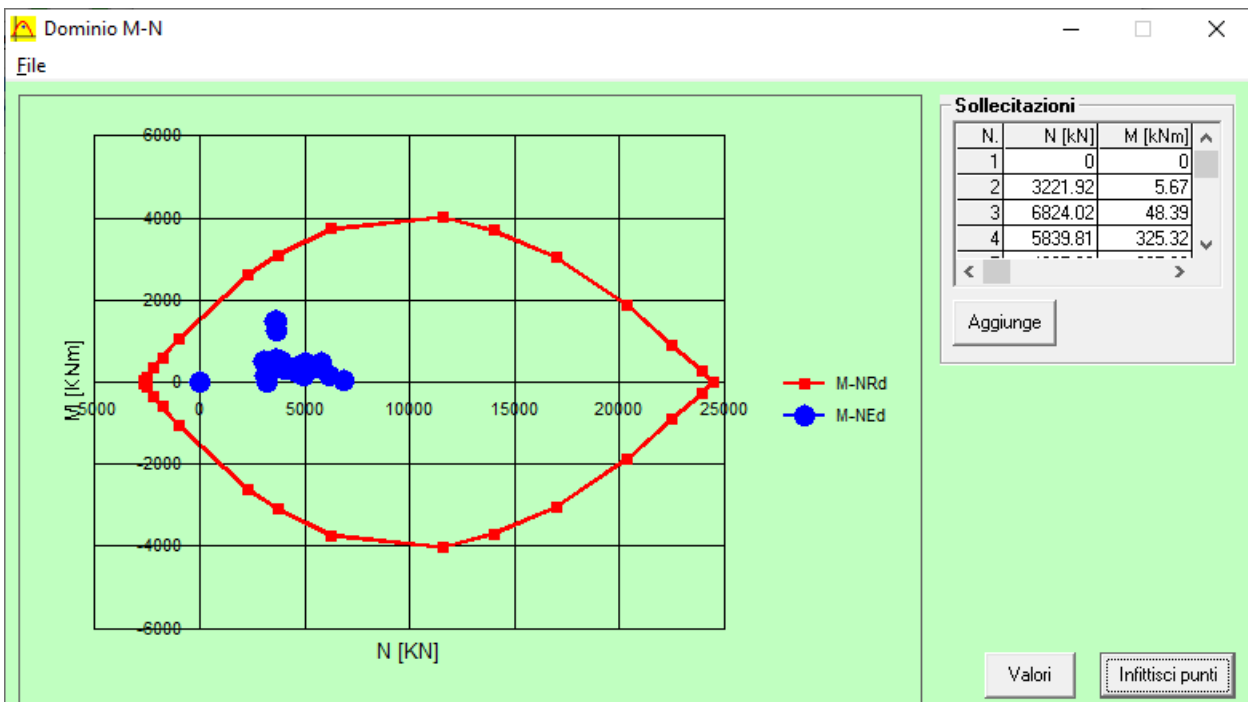 Dominio M-N
File
6000
4000
2000
0
-2000
-4000
-6000
M [KNm]
5000 0 5000 10000 15000 20000 25000
N [KN]
M-NRd
M-NEd
Sollecitazioni
N. N [kN] M [kNm]
1 0 0
2 3221.92 5.67
3 6824.02 48.39
4 5839.81 325.32
Aggiunge
Valori
Infittisci punti